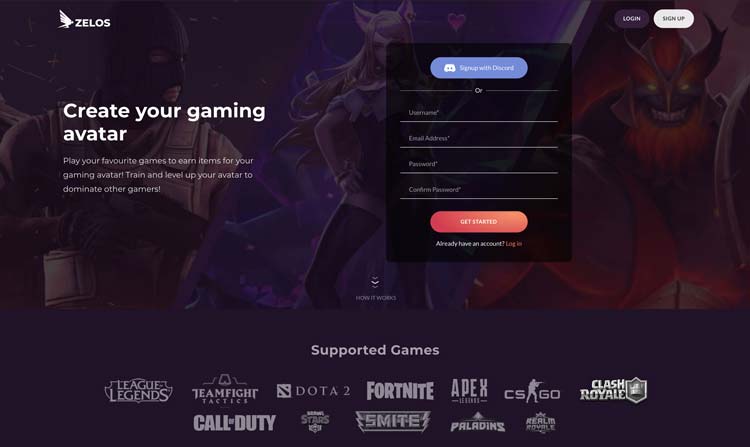 ZELOS
LOGIN
SIGN UP
Signup with Discord
Or
Create your gaming
avatar
Play your favourite games to earn items for your
gaming avatar! Train and level up your avatar to
dominate other gamers!
Username*
Email Address*
Password*
Confirm Password*
GET STARTED
Already have an account? Log in
HOW IT WORKS
Supported Games
LEAGUE OF LEGENDS
TEAMFIGHT TACTICS
DOTA 2
FORTNITE
APEX LEGENDS
CS:GO
CLASH ROYALE
CALL OF DUTY
BRAWL STARS
SMITE
PALADINS
REALM ROYALE